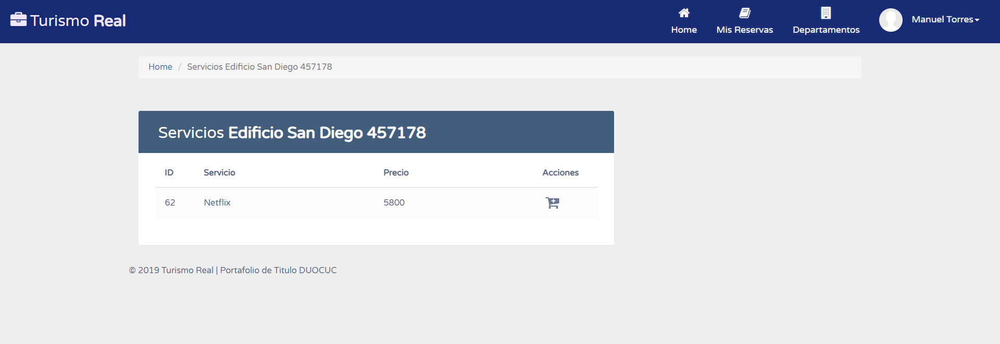 Turismo Real
Home
Mis Reservas
Departamentos
Manuel Torres
Home / Servicios Edificio San Diego 457178
Servicios Edificio San Diego 457178
ID Servicio Precio Acciones
62 Netflix 5800
© 2019 Turismo Real | Portafolio de Titulo DUOCUC